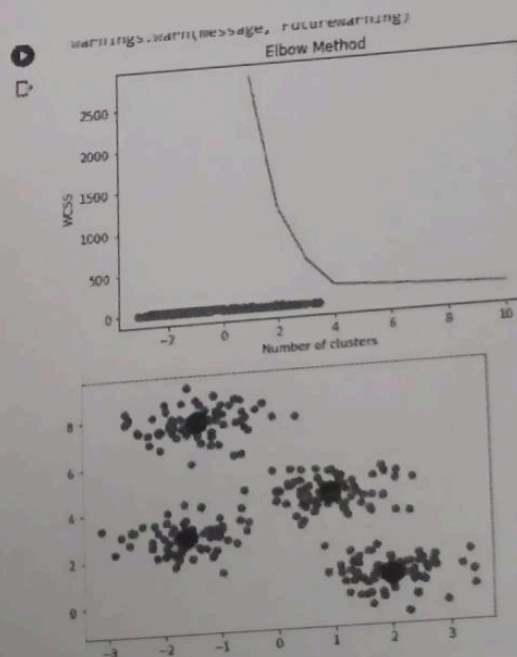 warnings.warn(message, FutureWarning)
Elbow Method
2500
2000
1500
1000
500
0
WCSS
-2 0 2 4 6 8 10
Number of clusters
8
6
4
2
0
-3 -2 -1 0 1 2 3